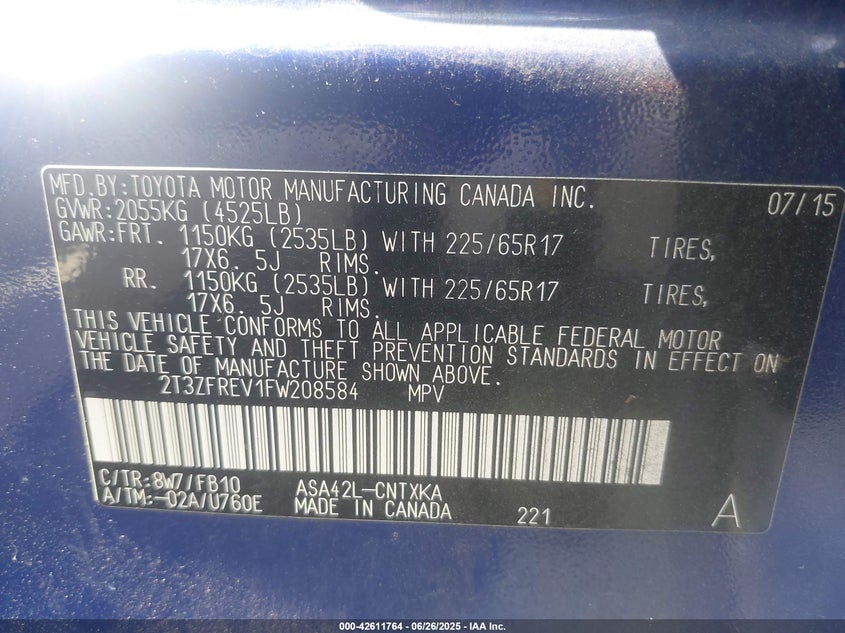 MFD.BY:TOYOTA MOTOR MANUFACTURING CANADA INC. 07/15
GVWR:2055KG (4525LB)
GAWR:FRT. 1150KG (2535LB) WITH 225/65R17 TIRES,
17X6. 5J RIMS.
RR. 1150KG (2535LB) WITH 225/65R17 TIRES,
17X6. 5J RIMS.
THIS VEHICLE CONFORMS TO ALL APPLICABLE FEDERAL MOTOR
VEHICLE SAFETY AND THEFT PREVENTION STANDARDS IN EFFECT ON
THE DATE OF MANUFACTURE SHOWN ABOVE.
2T3ZFREV1FW208584 MPV
C/TR:8W7/FB10 ASA42L-CNTXKA
A/TM:-02A/U760E MADE IN CANADA 221 A
000-42611764 - 06/26/2025 - IAA Inc.